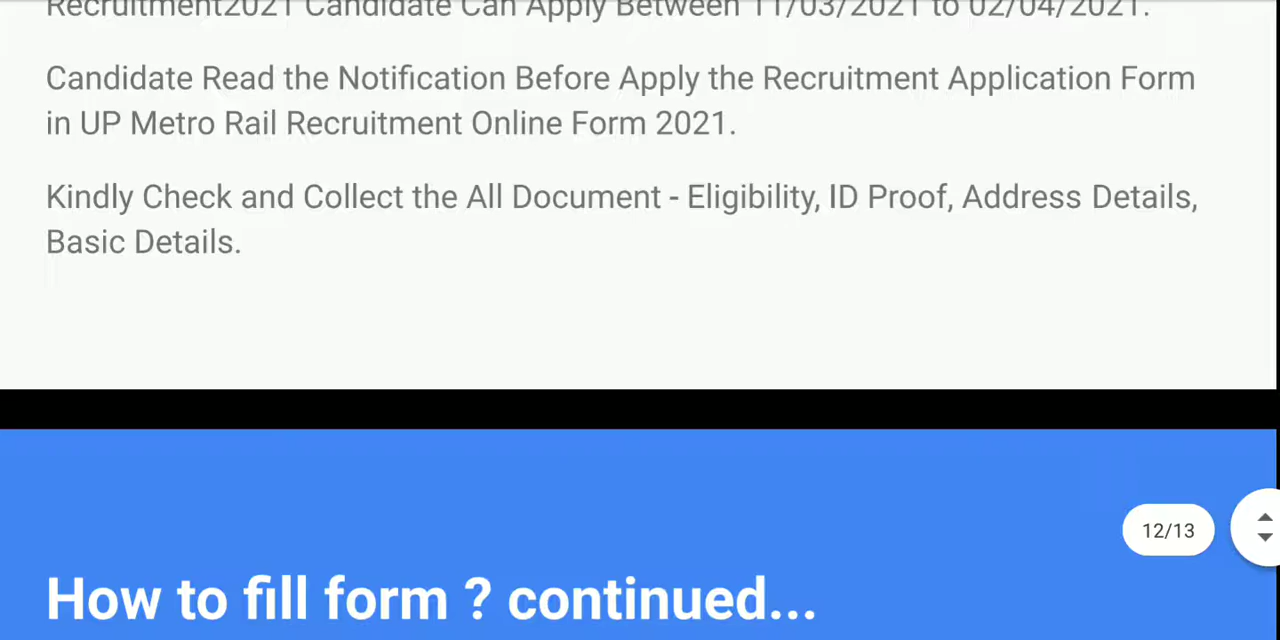 Recruitment2021 Candidate Can Apply Between 11/03/2021 to 02/04/2021.
Candidate Read the Notification Before Apply the Recruitment Application Form
in UP Metro Rail Recruitment Online Form 2021.
Kindly Check and Collect the All Document - Eligibility, ID Proof, Address Details,
Basic Details.
12/13
How to fill form ? continued...